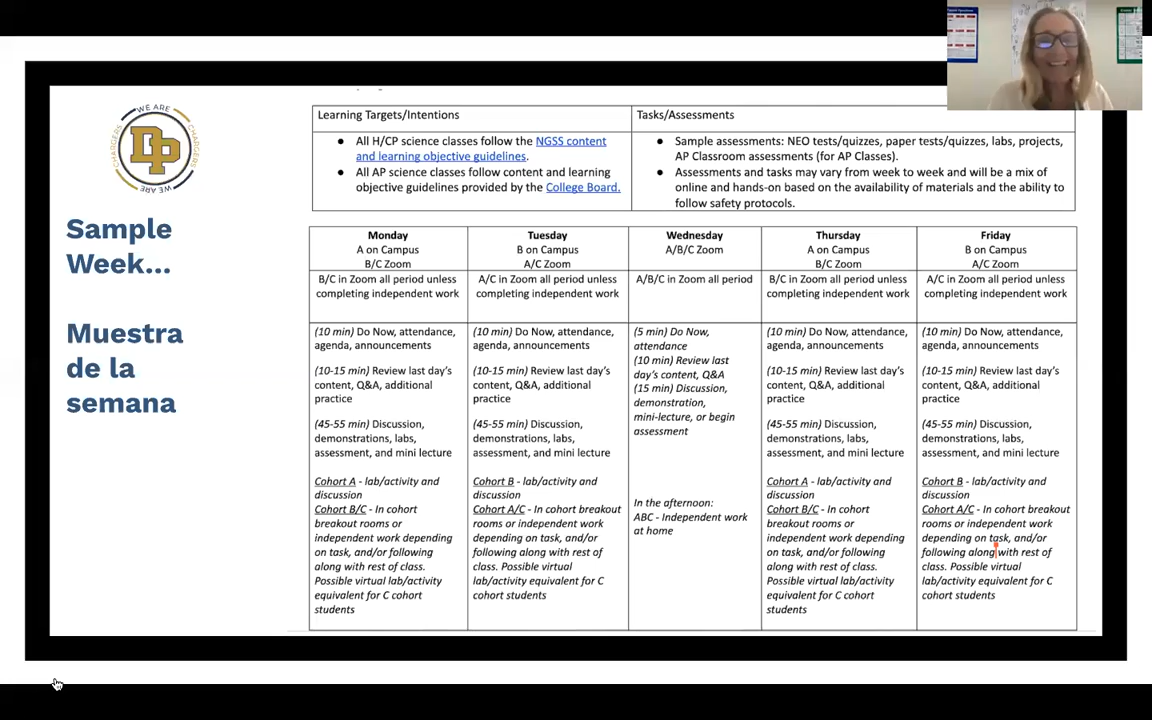 WE ARE
CHARGERS
DP
CHARGERS
WE ARE
Sample
Week...
Muestra
de la
semana
Learning Targets/Intentions
● All H/CP science classes follow the NGSS content
and learning objective guidelines.
● All AP science classes follow content and learning
objective guidelines provided by the College Board.
Tasks/Assessments
● Sample assessments: NEO tests/quizzes, paper tests/quizzes, labs, projects,
AP Classroom assessments (for AP Classes).
● Assessments and tasks may vary from week to week and will be a mix of
online and hands-on based on the availability of materials and the ability to
follow safety protocols.
Monday
A on Campus
B/C Zoom
B/C in Zoom all period unless
completing independent work
(10 min) Do Now, attendance,
agenda, announcements
(10-15 min) Review last day's
content, Q&A, additional
practice
(45-55 min) Discussion,
demonstrations, labs,
assessment, and mini lecture
Cohort A - lab/activity and
discussion
Cohort B/C - In cohort
breakout rooms or
independent work depending
on task, and/or following
along with rest of class.
Possible virtual lab/activity
equivalent for C cohort
students
Tuesday
B on Campus
A/C Zoom
A/C in Zoom all period unless
completing independent work
(10 min) Do Now, attendance,
agenda, announcements
(10-15 min) Review last day's
content, Q&A, additional
practice
(45-55 min) Discussion,
demonstrations, labs,
assessment, and mini lecture
Cohort B - lab/activity and
discussion
Cohort A/C - In cohort breakout
rooms or independent work
depending on task, and/or
following along with rest of
class. Possible virtual
lab/activity equivalent for C
cohort students
Wednesday
A/B/C Zoom
A/B/C in Zoom all period
(5 min) Do Now,
attendance
(10 min) Review last
day's content, Q&A
(15 min) Discussion,
demonstration,
mini-lecture, or begin
assessment
In the afternoon:
ABC - Independent work
at home
Thursday
A on Campus
B/C Zoom
B/C in Zoom all period unless
completing independent work
(10 min) Do Now, attendance,
agenda, announcements
(10-15 min) Review last day's
content, Q&A, additional
practice
(45-55 min) Discussion,
demonstrations, labs,
assessment, and mini lecture
Cohort A - lab/activity and
discussion
Cohort B/C - In cohort
breakout rooms or
independent work depending
on task, and/or following
along with rest of class.
Possible virtual lab/activity
equivalent for C cohort
students
Friday
B on Campus
A/C Zoom
A/C in Zoom all period unless
completing independent work
(10 min) Do Now, attendance,
agenda, announcements
(10-15 min) Review last day's
content, Q&A, additional
practice
(45-55 min) Discussion,
demonstrations, labs,
assessment, and mini lecture
Cohort B - lab/activity and
discussion
Cohort A/C - In cohort breakout
rooms or independent work
depending on task, and/or
following along with rest of
class. Possible virtual
lab/activity equivalent for C
cohort students